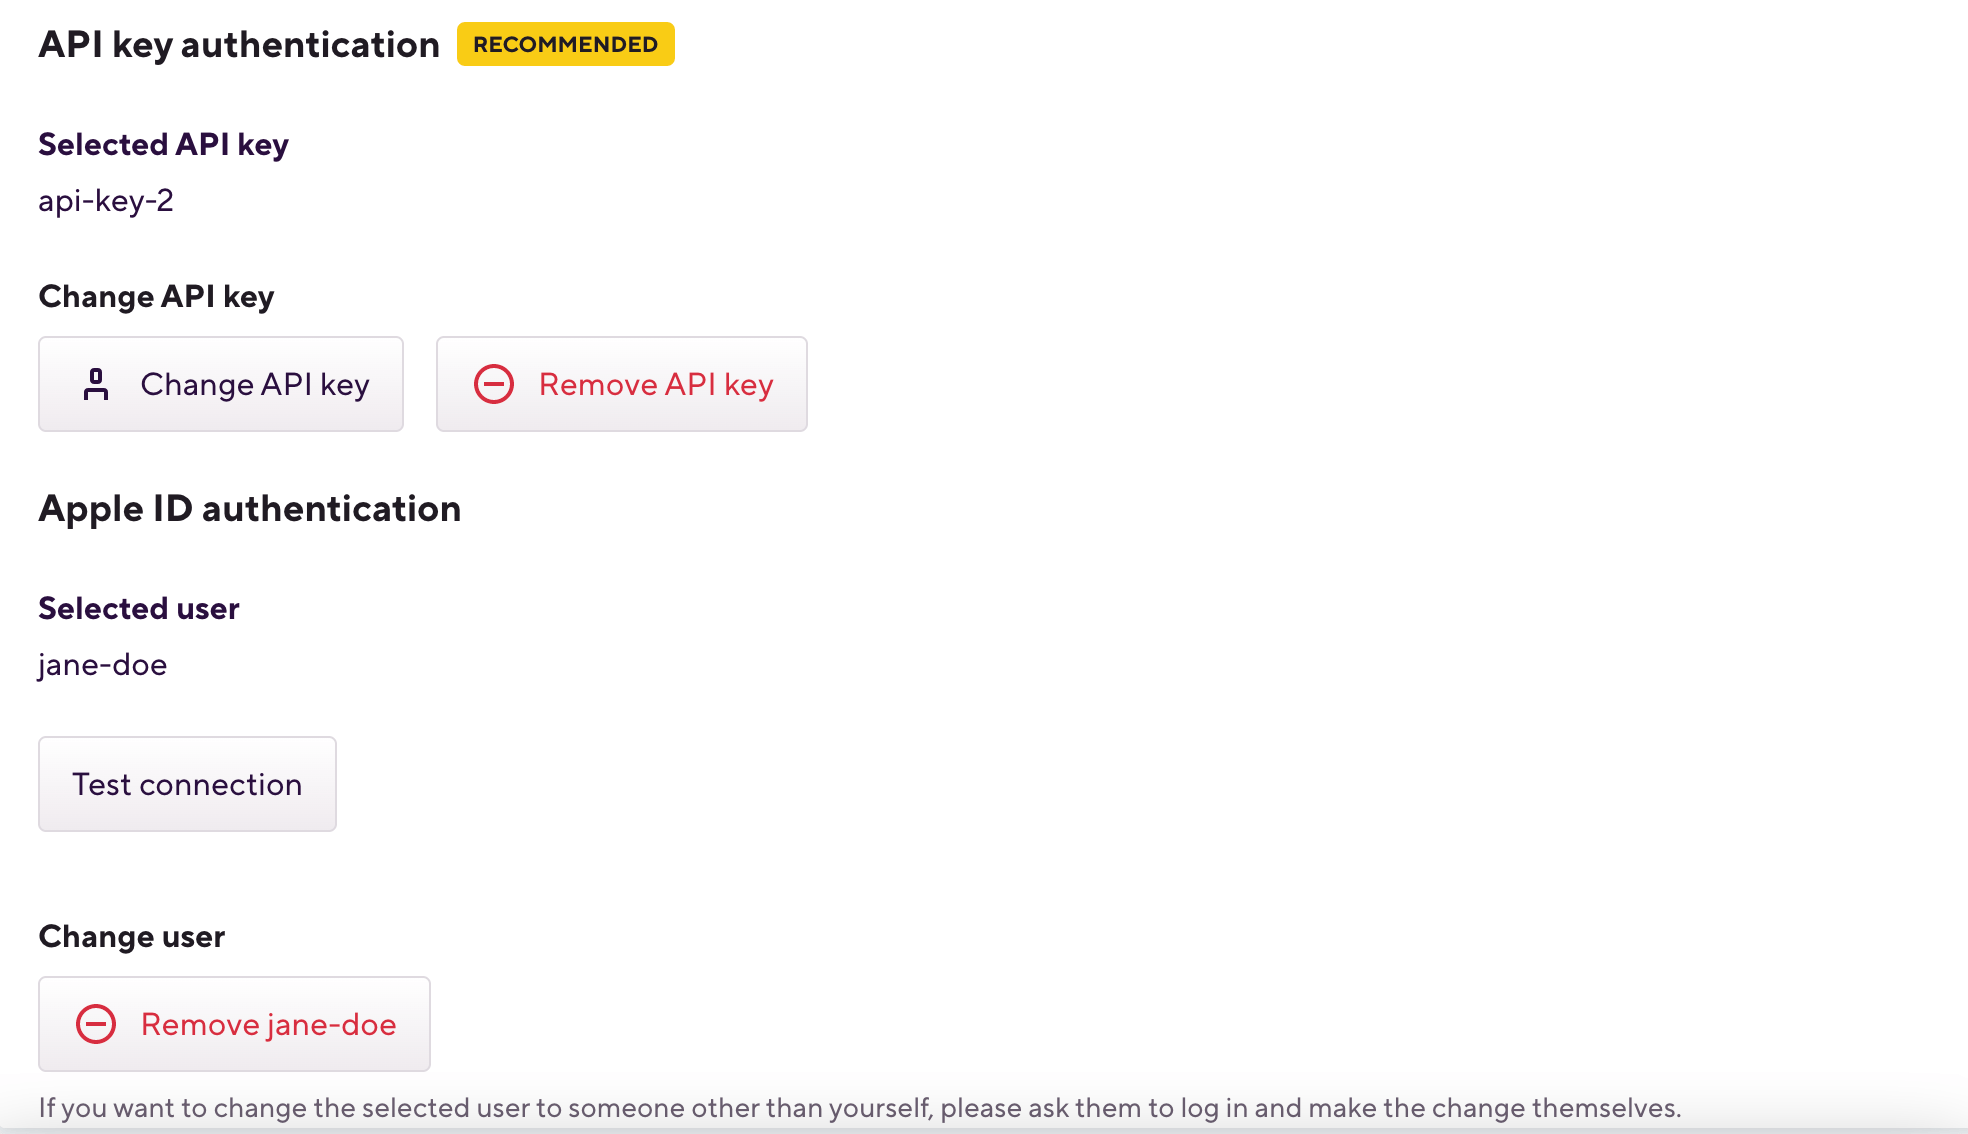 API key authentication RECOMMENDED
Selected API key
api-key-2
Change API key
Change API key Remove API key
Apple ID authentication
Selected user
jane-doe
Test connection
Change user
Remove jane-doe
If you want to change the selected user to someone other than yourself, please ask them to log in and make the change themselves.